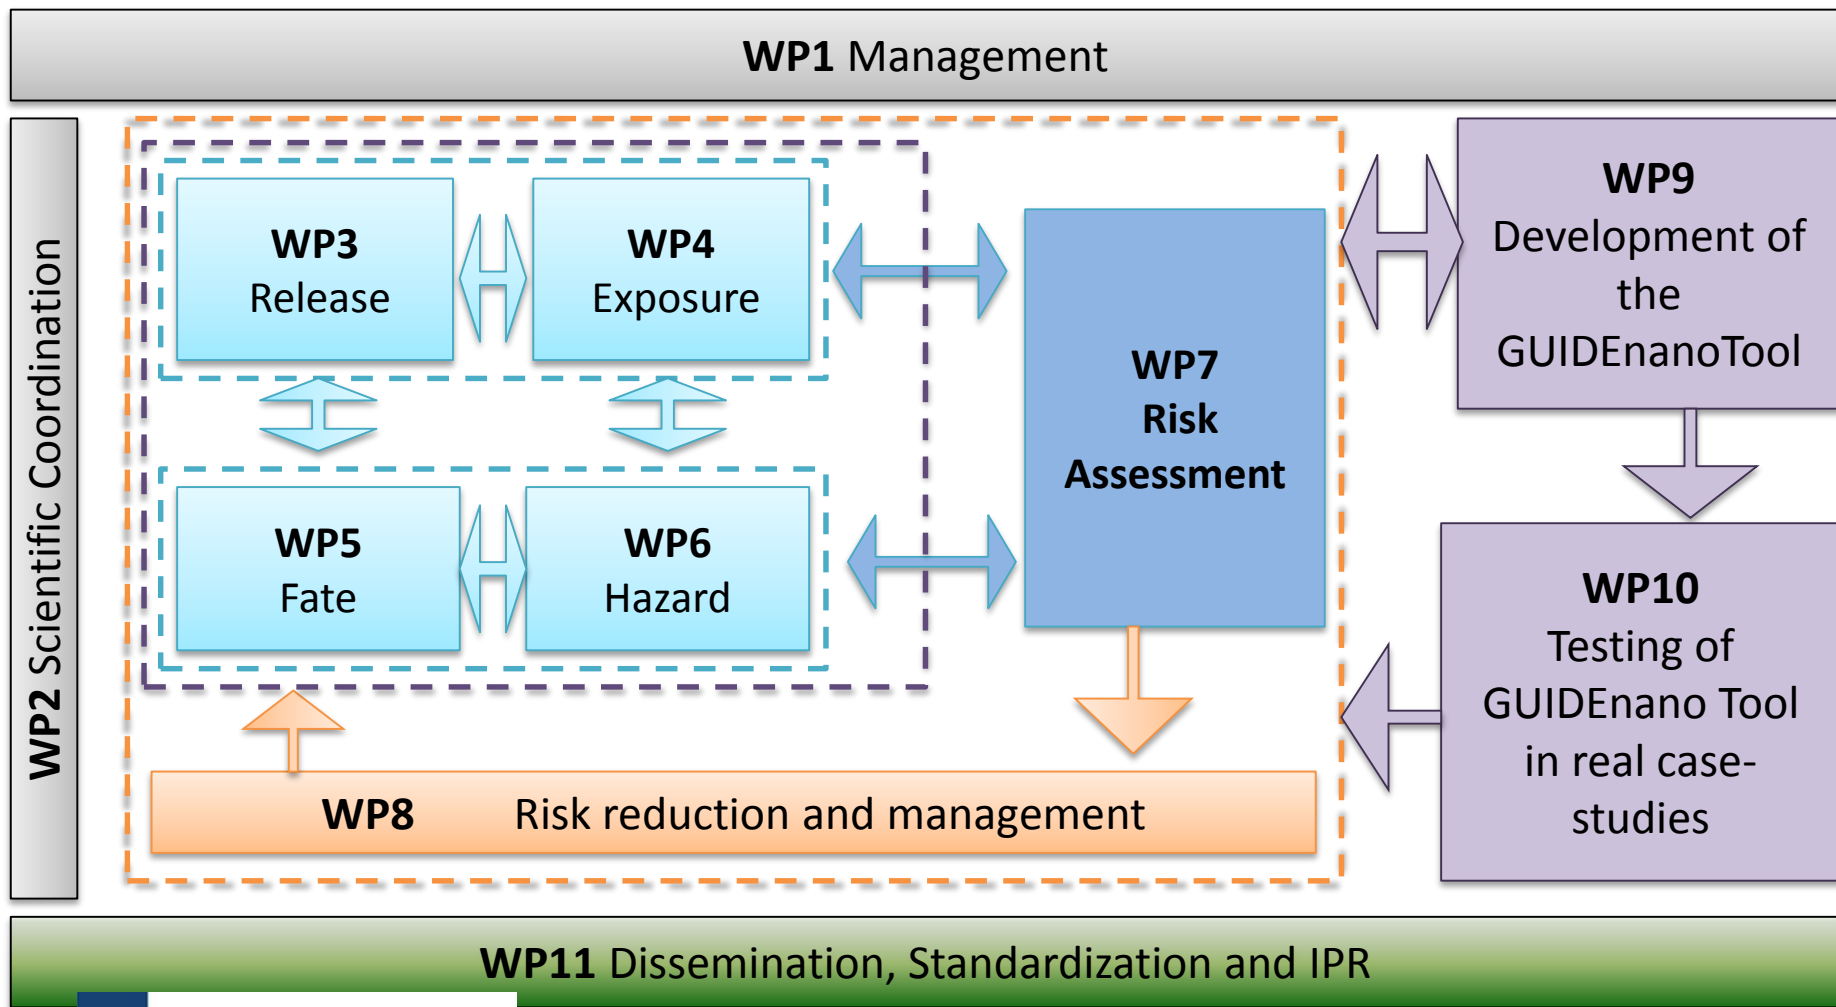 WP1 Management
WP2 Scientific Coordination
WP3
Release
WP4
Exposure
WP5
Fate
WP6
Hazard
WP7
Risk
Assessment
WP8 Risk reduction and management
WP9
Development of
the
GUIDEnanoTool
WP10
Testing of
GUIDEnano Tool
in real case-
studies
WP11 Dissemination, Standardization and IPR